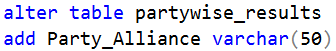 alter table partywise_results
add Party_Alliance varchar(50)